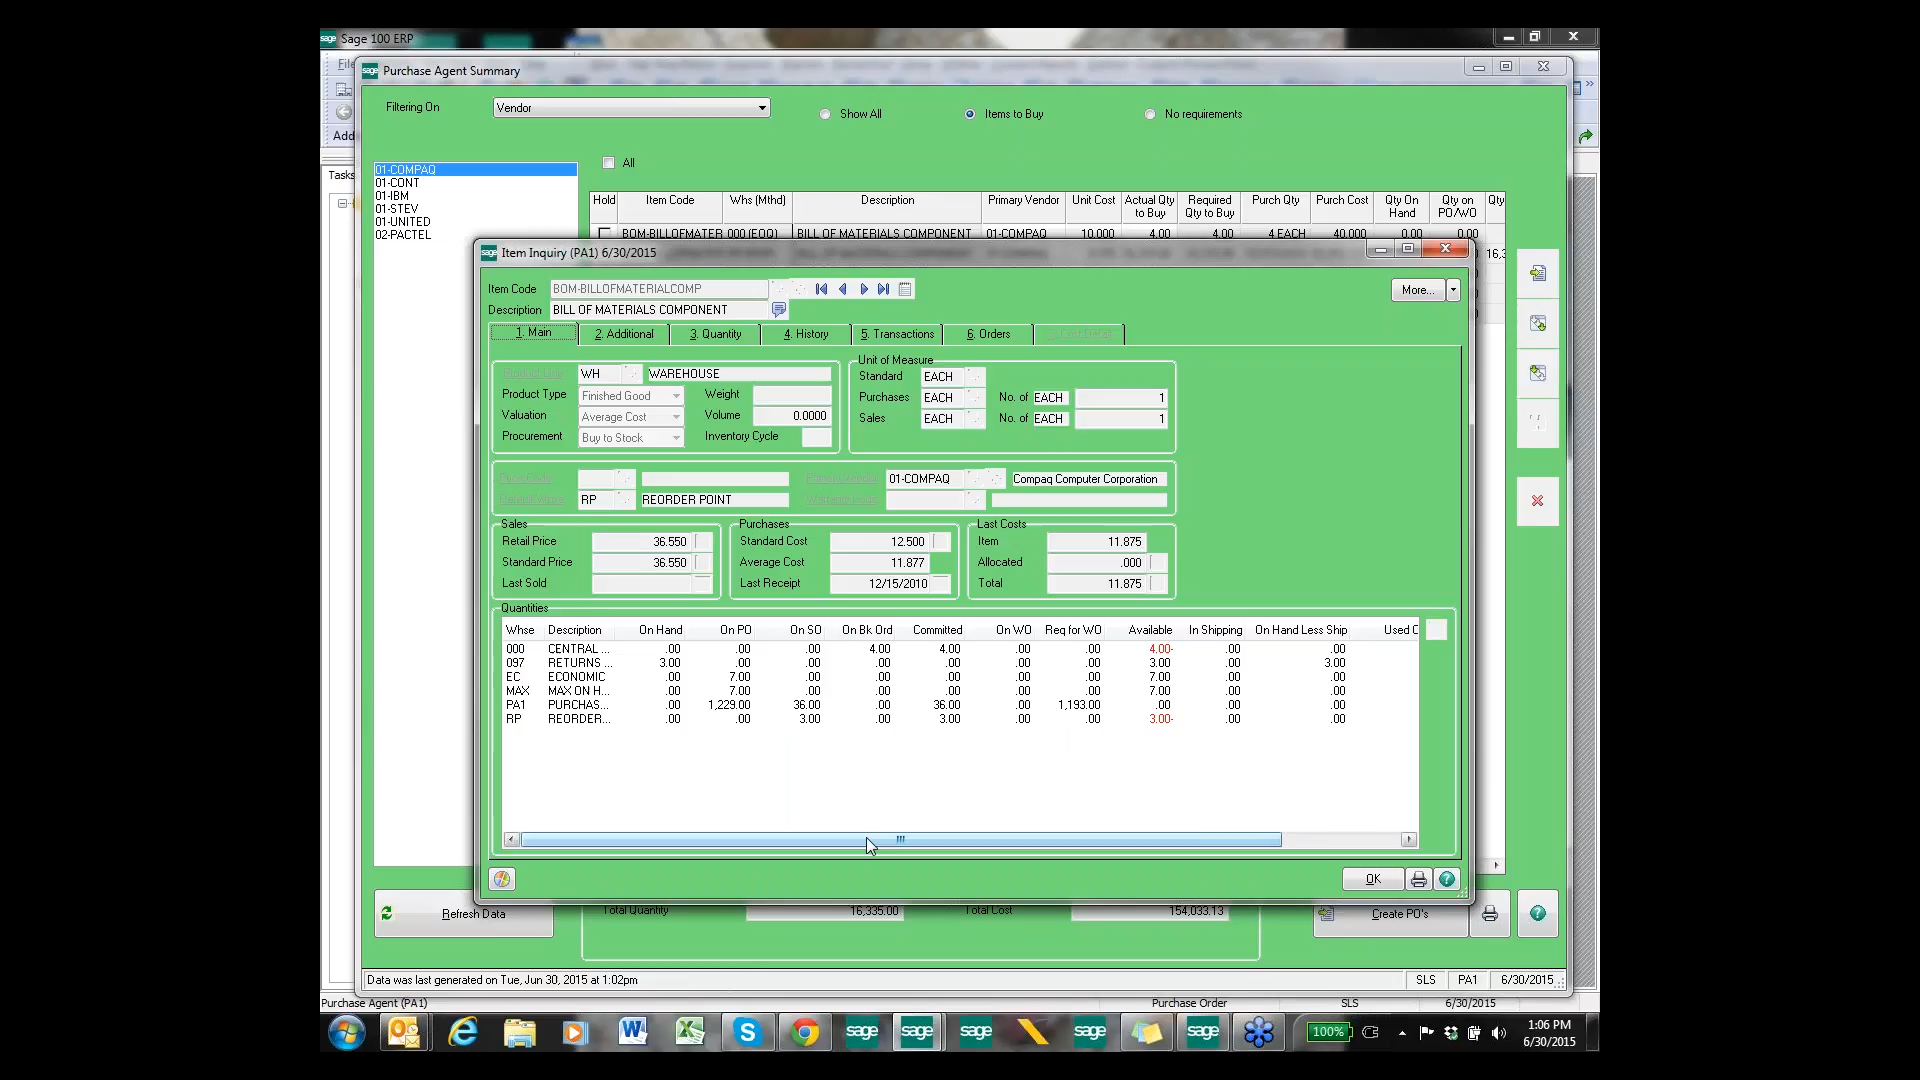 sage Sage 100 ERP
sage Purchase Agent Summary
Filtering On Vendor Show All Items to Buy No requirements
Add
Tasks
All
01-COMPAQ
01-CONT
01-IBM
01-STEV
01-UNITED
02-PACTEL
Hold Item Code Whs (Mthd) Description Primary Vendor Unit Cost Actual Qty to Buy Required Qty to Buy Purch Qty Purch Cost Qty On Hand Qty on PO/WO Qty
BOM-BILLOFMATER 000 (EOQ) BILL OF MATERIALS COMPONENT 01-COMPAQ 10.000 4.00 4.00 4 EACH 40.000 0.00 0.00
sage Item Inquiry (PA1) 6/30/2015
Item Code BOM-BILLOFMATERIALCOMP More...
Description BILL OF MATERIALS COMPONENT
1. Main 2. Additional 3. Quantity 4. History 5. Transactions 6. Orders
Product Line WH WAREHOUSE
Product Type Finished Good Weight
Valuation Average Cost Volume 0.0000
Procurement Buy to Stock Inventory Cycle
Unit of Measure
Standard EACH
Purchases EACH No. of EACH 1
Sales EACH No. of EACH 1
Primary Vendor 01-COMPAQ Compaq Computer Corporation
RP REORDER POINT
Sales
Retail Price 36.550
Standard Price 36.550
Last Sold
Purchases
Standard Cost 12.500
Average Cost 11.877
Last Receipt 12/15/2010
Last Costs
Item 11.875
Allocated .000
Total 11.875
Quantities
Whse Description On Hand On PO On SO On Bk Ord Committed On WO Req for WO Available In Shipping On Hand Less Ship Used
000 CENTRAL ... .00 .00 .00 4.00 4.00 .00 .00 4.00- .00 .00
097 RETURNS ... 3.00 .00 .00 .00 .00 .00 .00 3.00 .00 3.00
EC ECONOMIC .00 7.00 .00 .00 .00 .00 .00 7.00 .00 .00
MAX MAX ON H... .00 7.00 .00 .00 .00 .00 .00 7.00 .00 .00
PA1 PURCHAS... .00 1,229.00 36.00 .00 36.00 .00 1,193.00 .00 .00 .00
RP REORDER... .00 .00 3.00 .00 3.00 .00 .00 3.00- .00 .00
OK
Refresh Data Total Quantity 16,335.00 Total Cost 154,033.13 Create PO's
Data was last generated on Tue, Jun 30, 2015 at 1:02pm SLS PA1 6/30/2015
Purchase Agent (PA1) Purchase Order SLS 6/30/2015
sage sage sage sage sage 100% 1:06 PM
6/30/2015